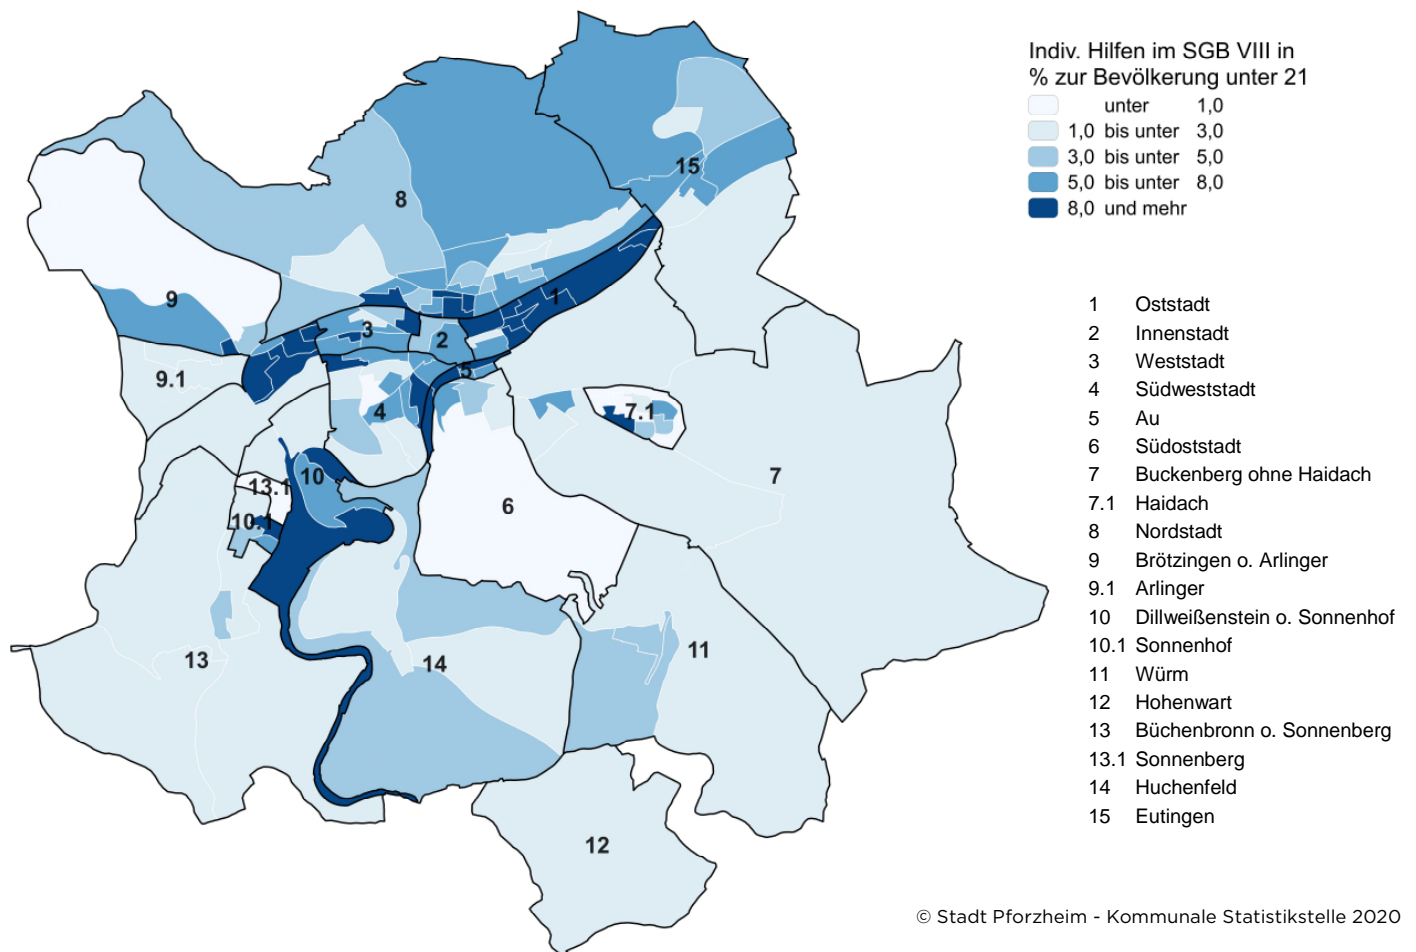 Indiv. Hilfen im SGB VIII in
% zur Bevölkerung unter 21
unter 1,0
1,0 bis unter 3,0
3,0 bis unter 5,0
5,0 bis unter 8,0
8,0 und mehr
15
8
9
1
3
2
9.1
5
4
7.1
10
7
13.1
6
10.1
11
13
14
12
1 Oststadt
2 Innenstadt
3 Weststadt
4 Südweststadt
5 Au
6 Südoststadt
7 Buckenberg ohne Haidach
7.1 Haidach
8 Nordstadt
9 Brötzingen o. Arlinger
9.1 Arlinger
10 Dillweißenstein o. Sonnenhof
10.1 Sonnenhof
11 Würm
12 Hohenwart
13 Büchenbronn o. Sonnenberg
13.1 Sonnenberg
14 Huchenfeld
15 Eutingen
© Stadt Pforzheim - Kommunale Statistikstelle 2020